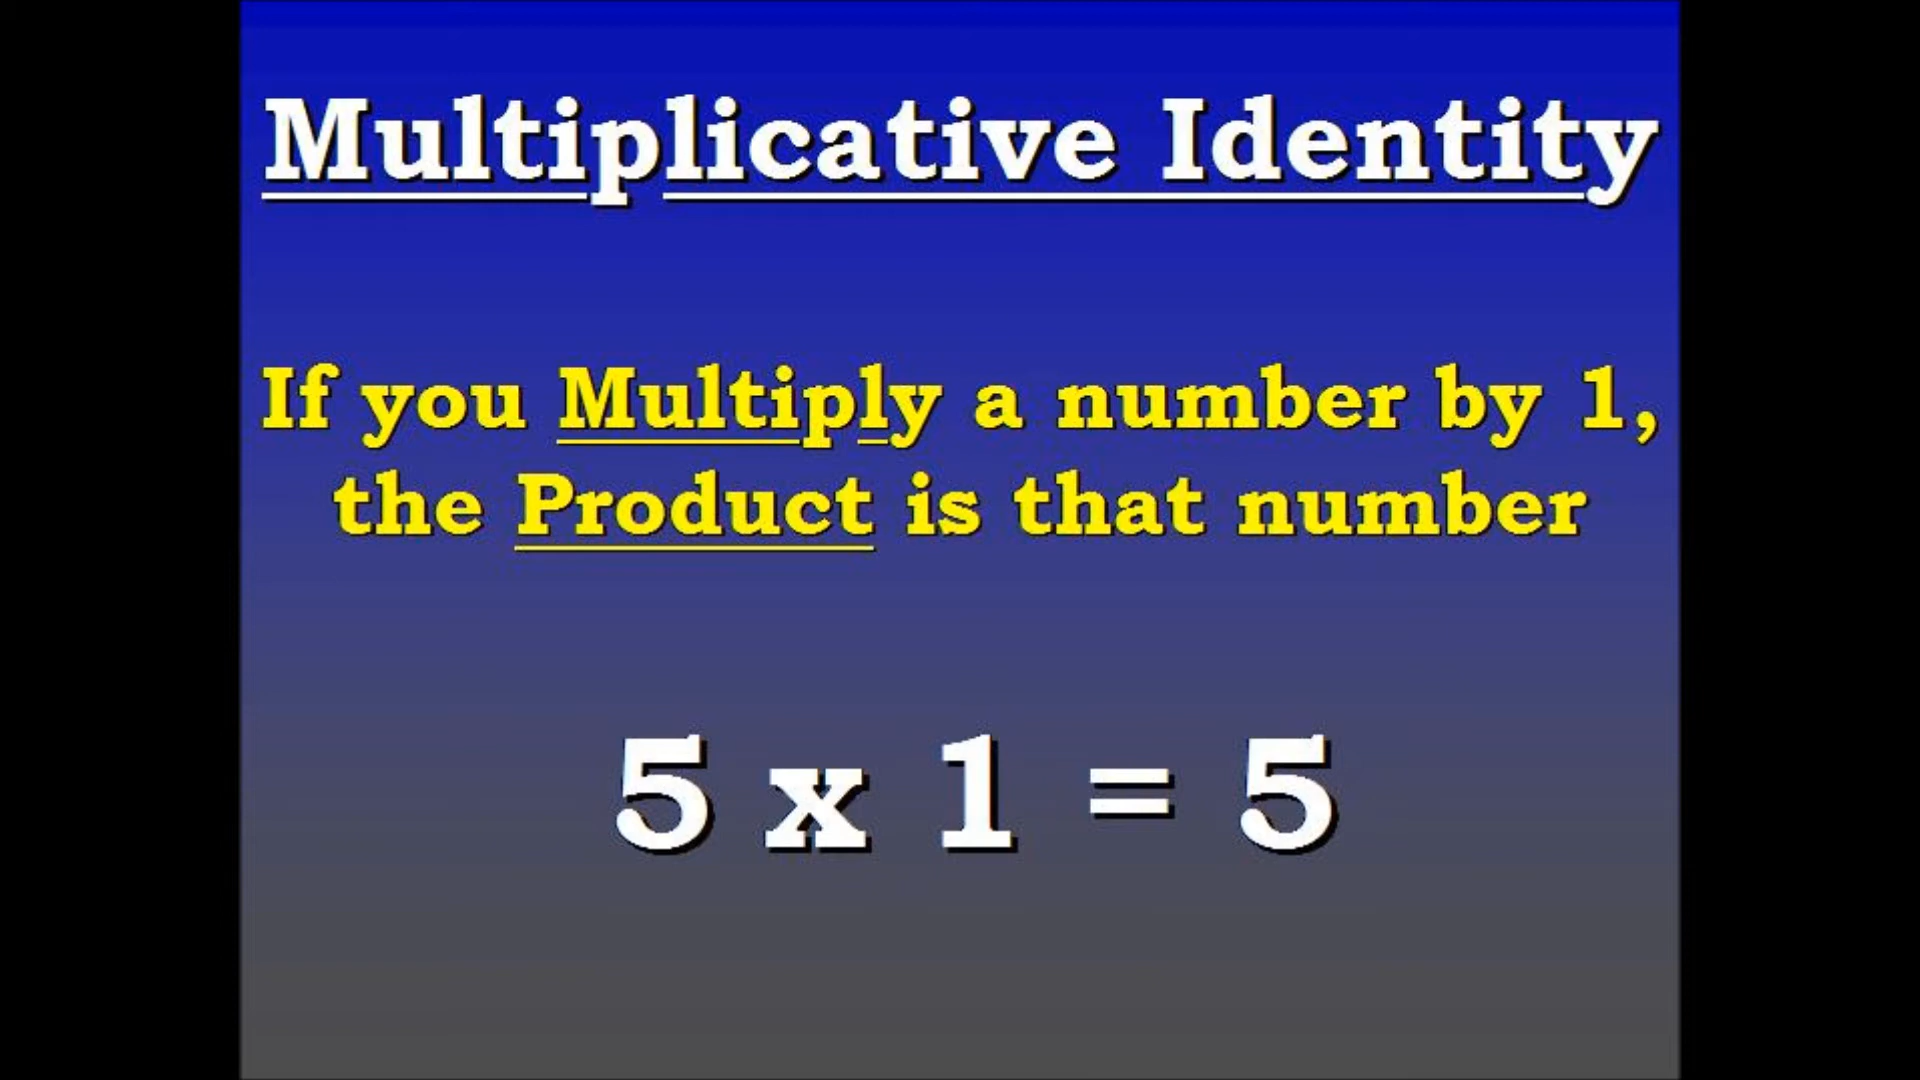 Multiplicative Identity
If you Multiply a number by 1,
the Product is that number
5 x 1 = 5